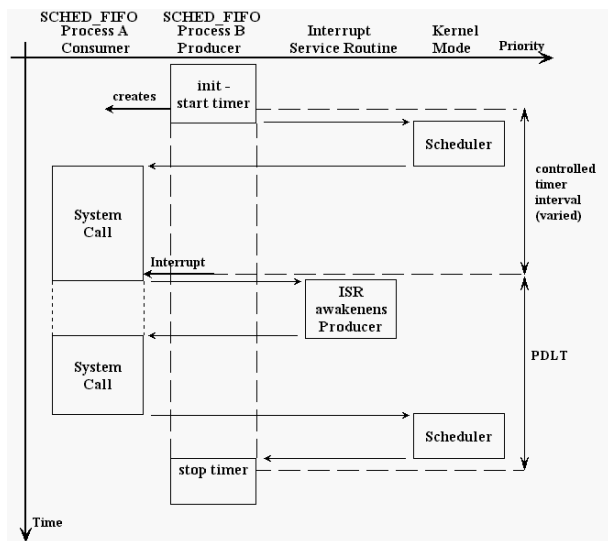 SCHED_FIFO
Process A
Consumer
SCHED_FIFO
Process B
Producer
Interrupt
Service Routine
Kernel
Mode
Priority
init -
start timer
creates
Scheduler
controlled
timer
interval
(varied)
System
Call
Interrupt
ISR
awakenens
Producer
PDLT
System
Call
Scheduler
stop timer
Time